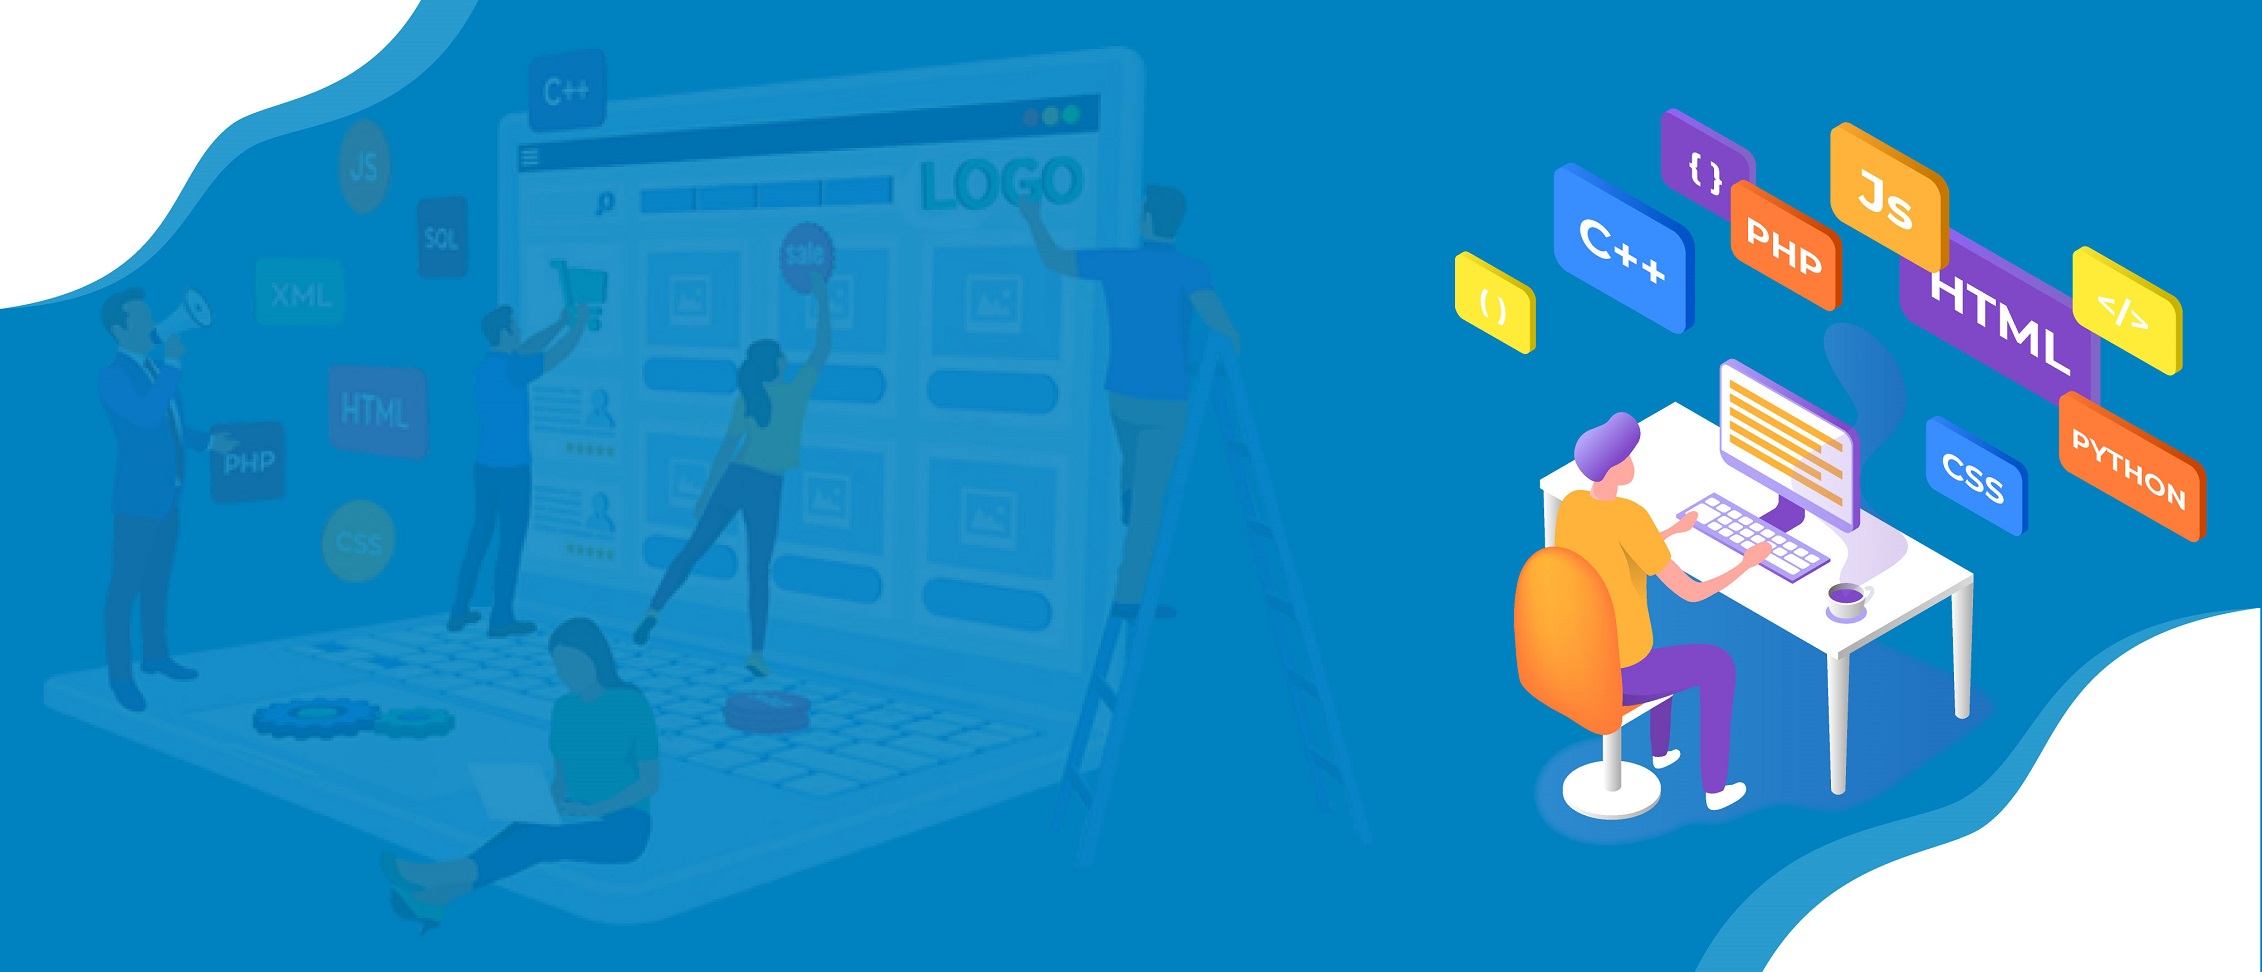 C++
JS
SQL
XML
HTML
PHP
CSS
LOGO
sale
{ }
JS
C++
PHP
( )
HTML
</>
CSS
PYTHON